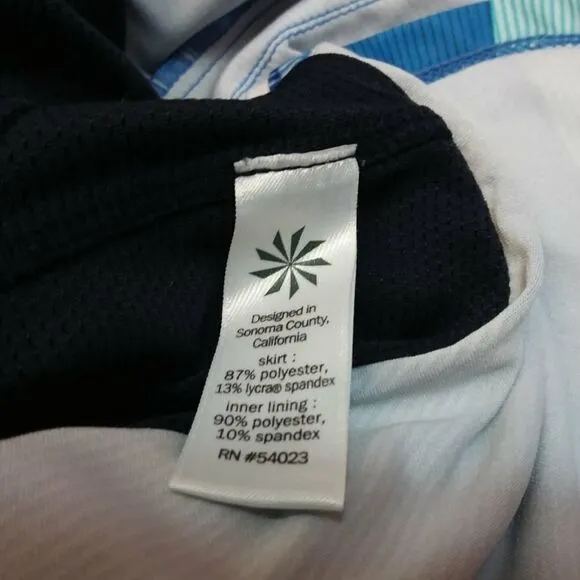 Designed in
Sonoma County,
California
skirt :
87% polyester,
13% lycra® spandex
inner lining :
90% polyester,
10% spandex
RN #54023